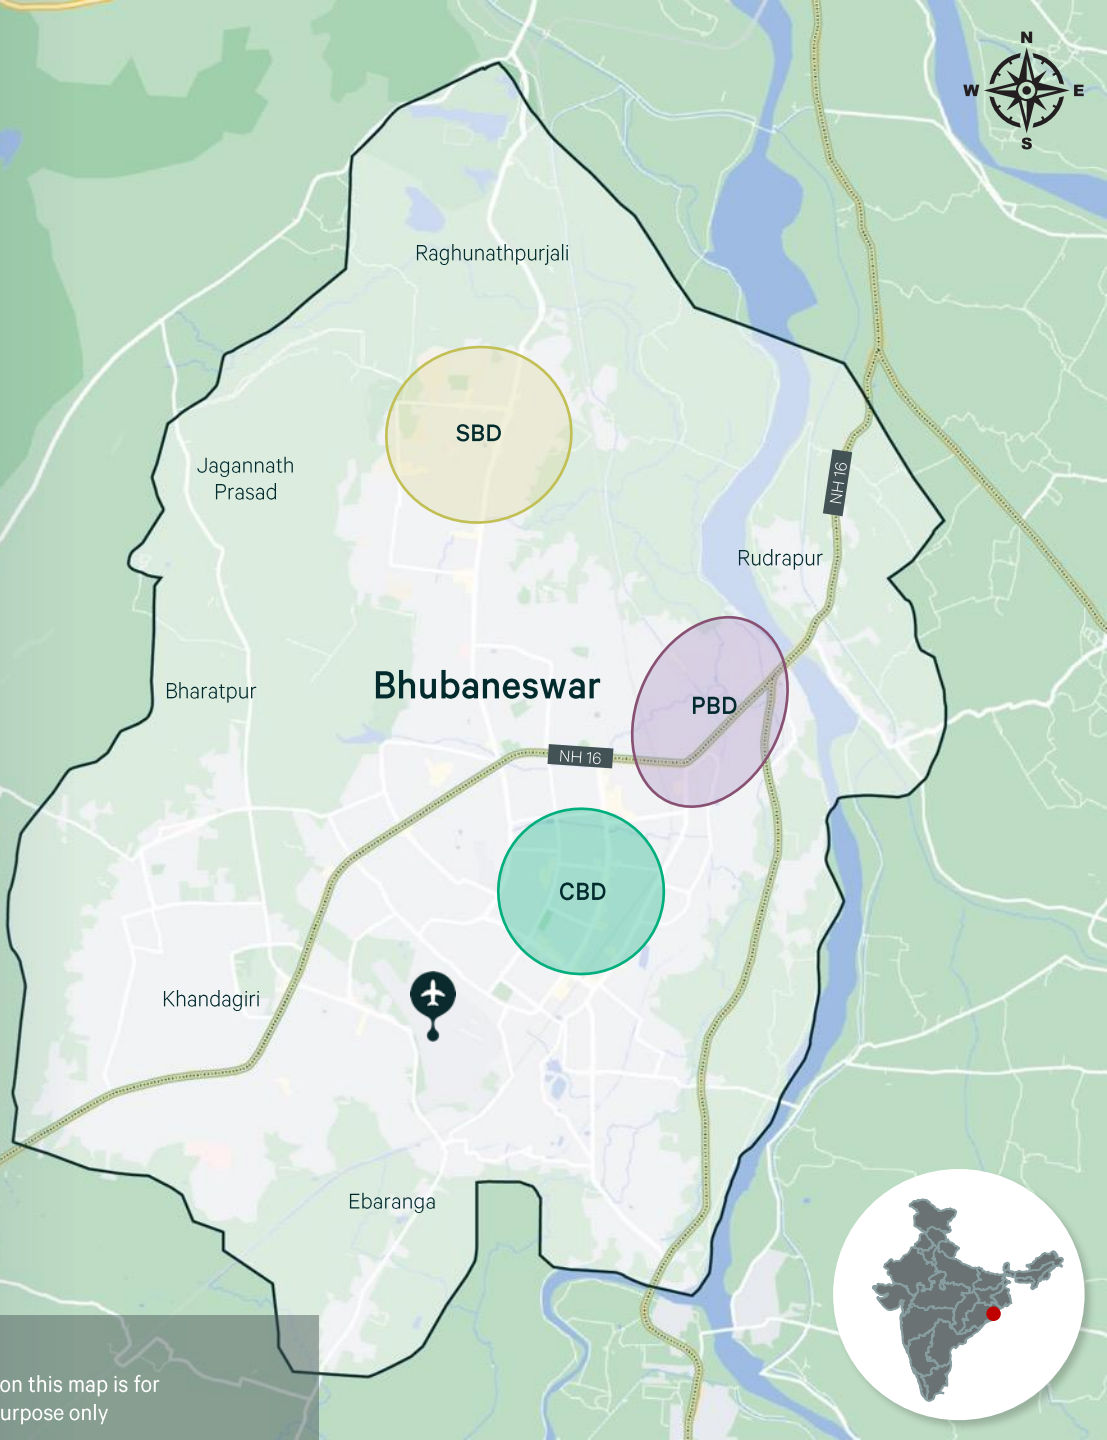 N
W E
S
Raghunathpurjali
SBD
Jagannath
Prasad
NH 16
Rudrapur
Bhubaneswar
Bharatpur
PBD
NH 16
CBD
Khandagiri
Ebaranga
on this map is for
urpose only